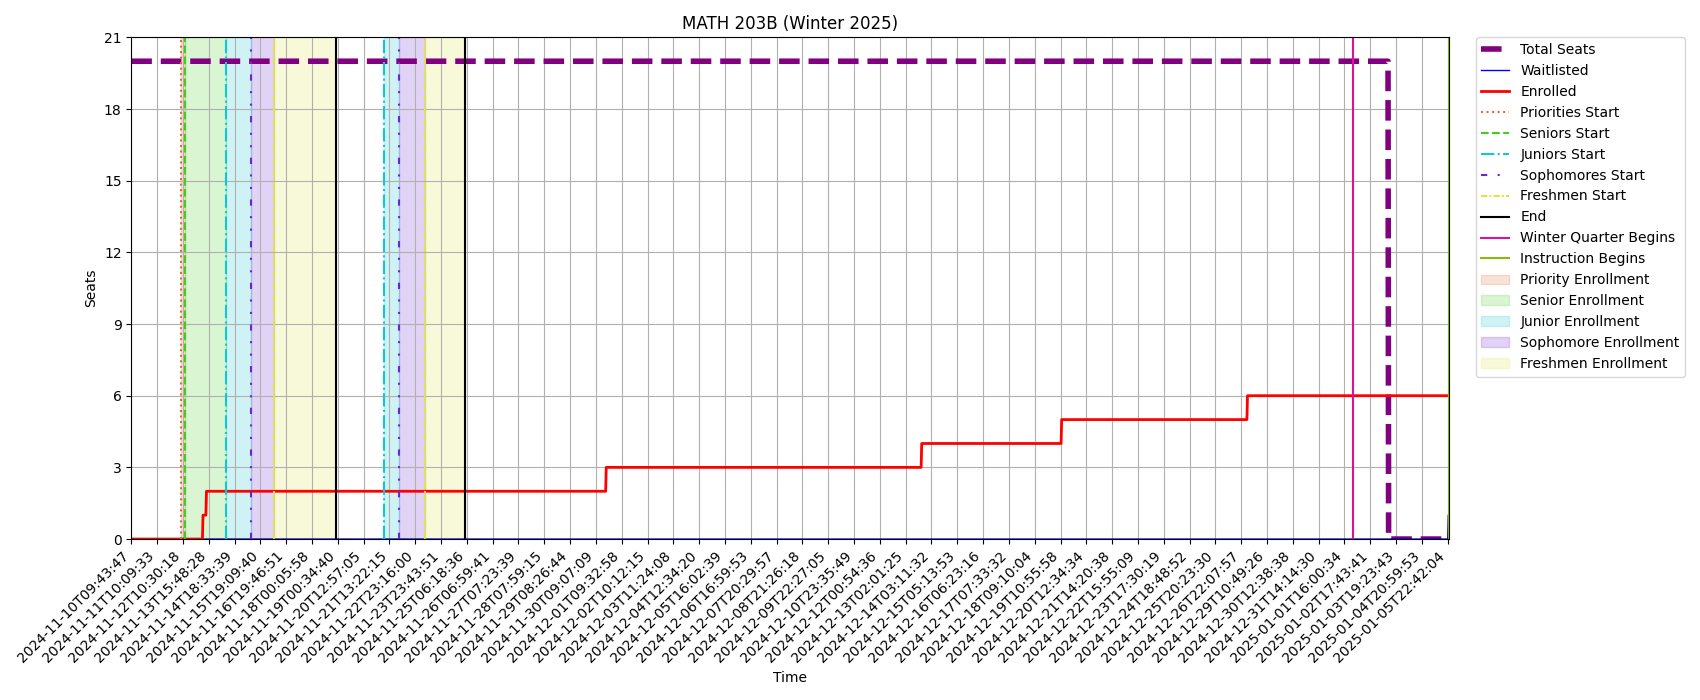 MATH 203B (Winter 2025)
21
18
15
12
9
6
3
0
Seats
2024-11-10T09:43:47
2024-11-11T10:09:33
2024-11-12T10:30:18
2024-11-13T15:48:28
2024-11-14T18:33:39
2024-11-15T19:09:40
2024-11-16T19:46:51
2024-11-18T00:05:58
2024-11-19T00:34:40
2024-11-20T12:57:05
2024-11-21T13:22:15
2024-11-22T23:16:00
2024-11-23T23:43:51
2024-11-25T06:18:36
2024-11-26T06:59:41
2024-11-27T07:23:39
2024-11-28T07:59:15
2024-11-29T08:26:44
2024-11-30T09:07:09
2024-12-01T09:32:58
2024-12-02T10:12:15
2024-12-03T11:24:08
2024-12-04T12:34:20
2024-12-05T16:02:39
2024-12-06T16:59:53
2024-12-07T20:29:57
2024-12-08T21:26:18
2024-12-09T22:27:05
2024-12-10T23:35:49
2024-12-12T00:54:36
2024-12-13T02:01:25
2024-12-14T03:11:32
2024-12-15T05:13:53
2024-12-16T06:23:16
2024-12-17T07:33:32
2024-12-18T09:10:04
2024-12-19T10:55:58
2024-12-20T12:34:34
2024-12-21T14:20:38
2024-12-22T15:55:09
2024-12-23T17:30:19
2024-12-24T18:48:52
2024-12-25T20:23:30
2024-12-26T22:07:57
2024-12-29T10:49:26
2024-12-30T12:38:38
2024-12-31T14:14:30
2025-01-01T16:00:34
2025-01-02T17:43:41
2025-01-03T19:23:43
2025-01-04T20:59:53
2025-01-05T22:42:04
Time
Total Seats
Waitlisted
Enrolled
Priorities Start
Seniors Start
Juniors Start
Sophomores Start
Freshmen Start
End
Winter Quarter Begins
Instruction Begins
Priority Enrollment
Senior Enrollment
Junior Enrollment
Sophomore Enrollment
Freshmen Enrollment